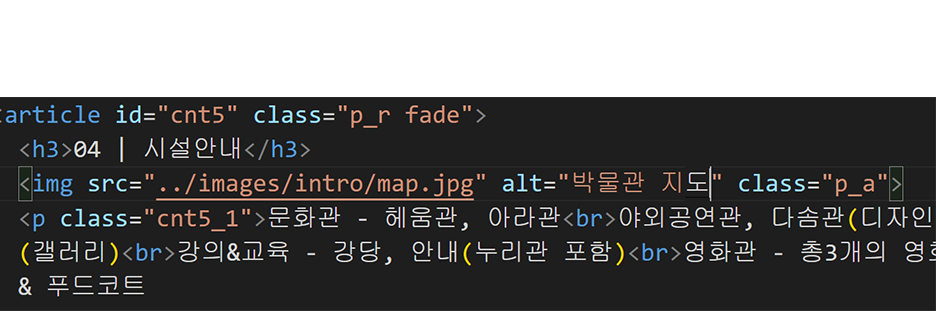 <article id="cnt5" class="p_r fade">
<h3>04 | 시설안내</h3>
<img src="../images/intro/map.jpg" alt="박물관 지도" class="p_a">
<p class="cnt5_1">문화관 - 헤움관, 아라관<br>야외공연관, 다솜관(디자인
(갤러리)<br>강의&교육 - 강당, 안내(누리관 포함)<br>영화관 - 총3개의 영화
& 푸드코트